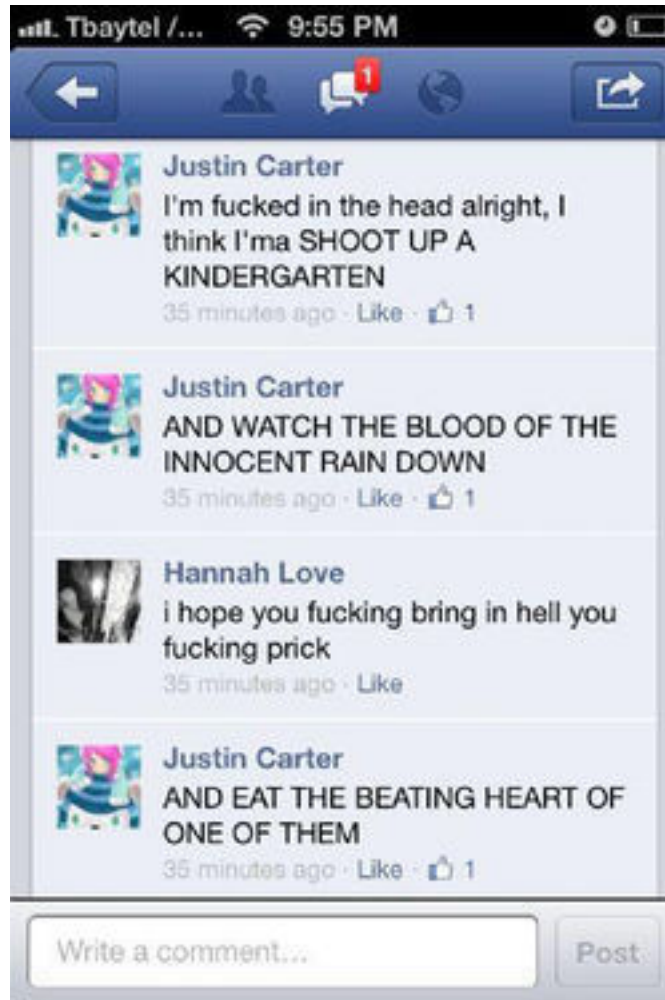 Tbaytel /... 9:55 PM
1
Justin Carter
I'm fucked in the head alright, I
think I'ma SHOOT UP A
KINDERGARTEN
35 minutes ago · Like · 1
Justin Carter
AND WATCH THE BLOOD OF THE
INNOCENT RAIN DOWN
35 minutes ago · Like · 1
Hannah Love
i hope you fucking bring in hell you
fucking prick
35 minutes ago · Like
Justin Carter
AND EAT THE BEATING HEART OF
ONE OF THEM
35 minutes ago · Like · 1
Write a comment... Post